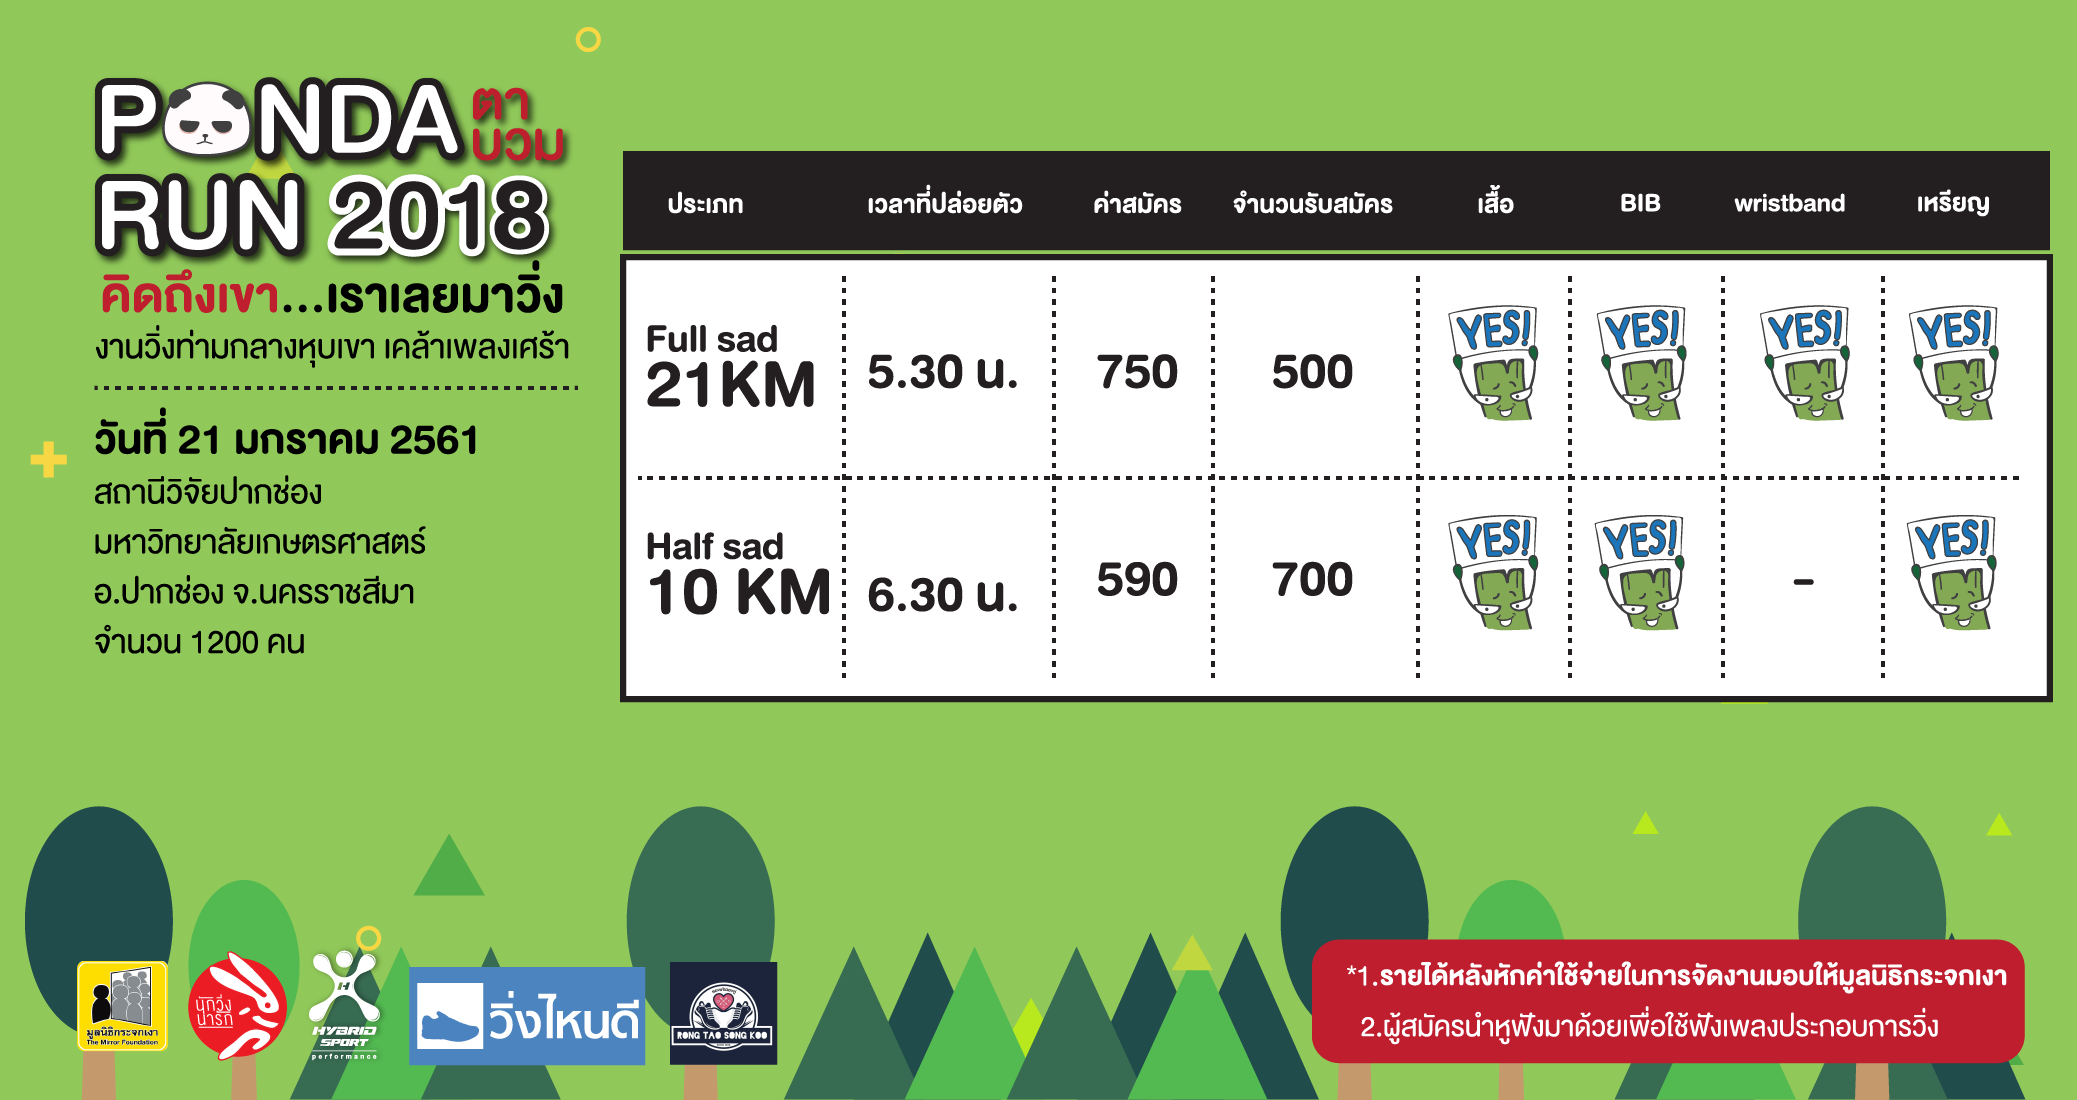 PANDA ตาบวม
RUN 2018
คิดถึงเขา...เราเลยมาวิ่ง
งานวิ่งท่ามกลางหุบเขา เคล้าเพลงเศร้า
วันที่ 21 มกราคม 2561
สถานีวิจัยปากช่อง
มหาวิทยาลัยเกษตรศาสตร์
อ.ปากช่อง จ.นครราชสีมา
จำนวน 1200 คน
ประเภท เวลาที่ปล่อยตัว ค่าสมัคร จำนวนรับสมัคร เสื้อ BIB wristband เหรียญ
Full sad
21KM 5.30 น. 750 500 YES! YES! YES! YES!
Half sad
10 KM 6.30 น. 590 700 YES! YES! - YES!
มูลนิธิกระจกเงา
The Mirror Foundation
นักวิ่ง
น่ารัก
HYBRID
SPORT
performance
วิ่งไหนดี
RONG TAO SONG KOO
*1.รายได้หลังหักค่าใช้จ่ายในการจัดงานมอบให้มูลนิธิกระจกเงา
2.ผู้สมัครนำหูฟังมาด้วยเพื่อใช้ฟังเพลงประกอบการวิ่ง